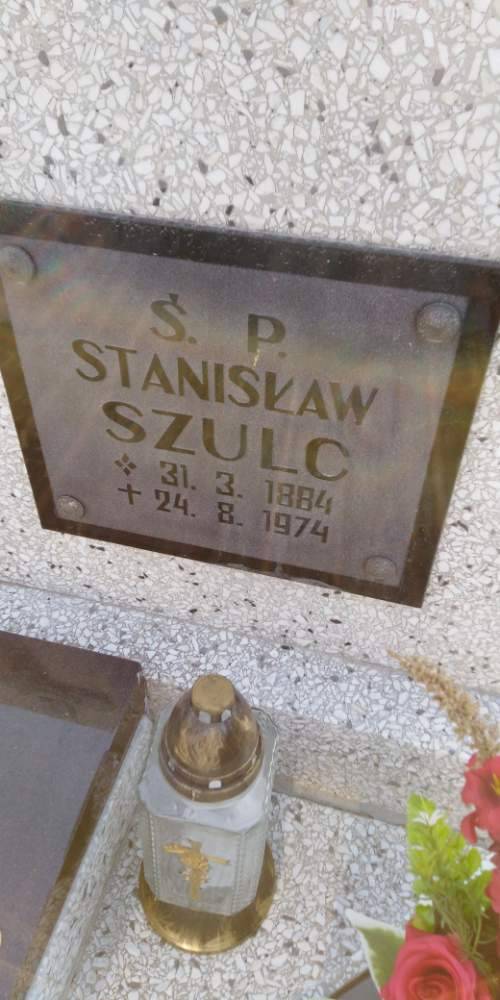 Ś. P.
STANISŁAW
SZULC
31. 3. 1884
+ 24. 8. 1974